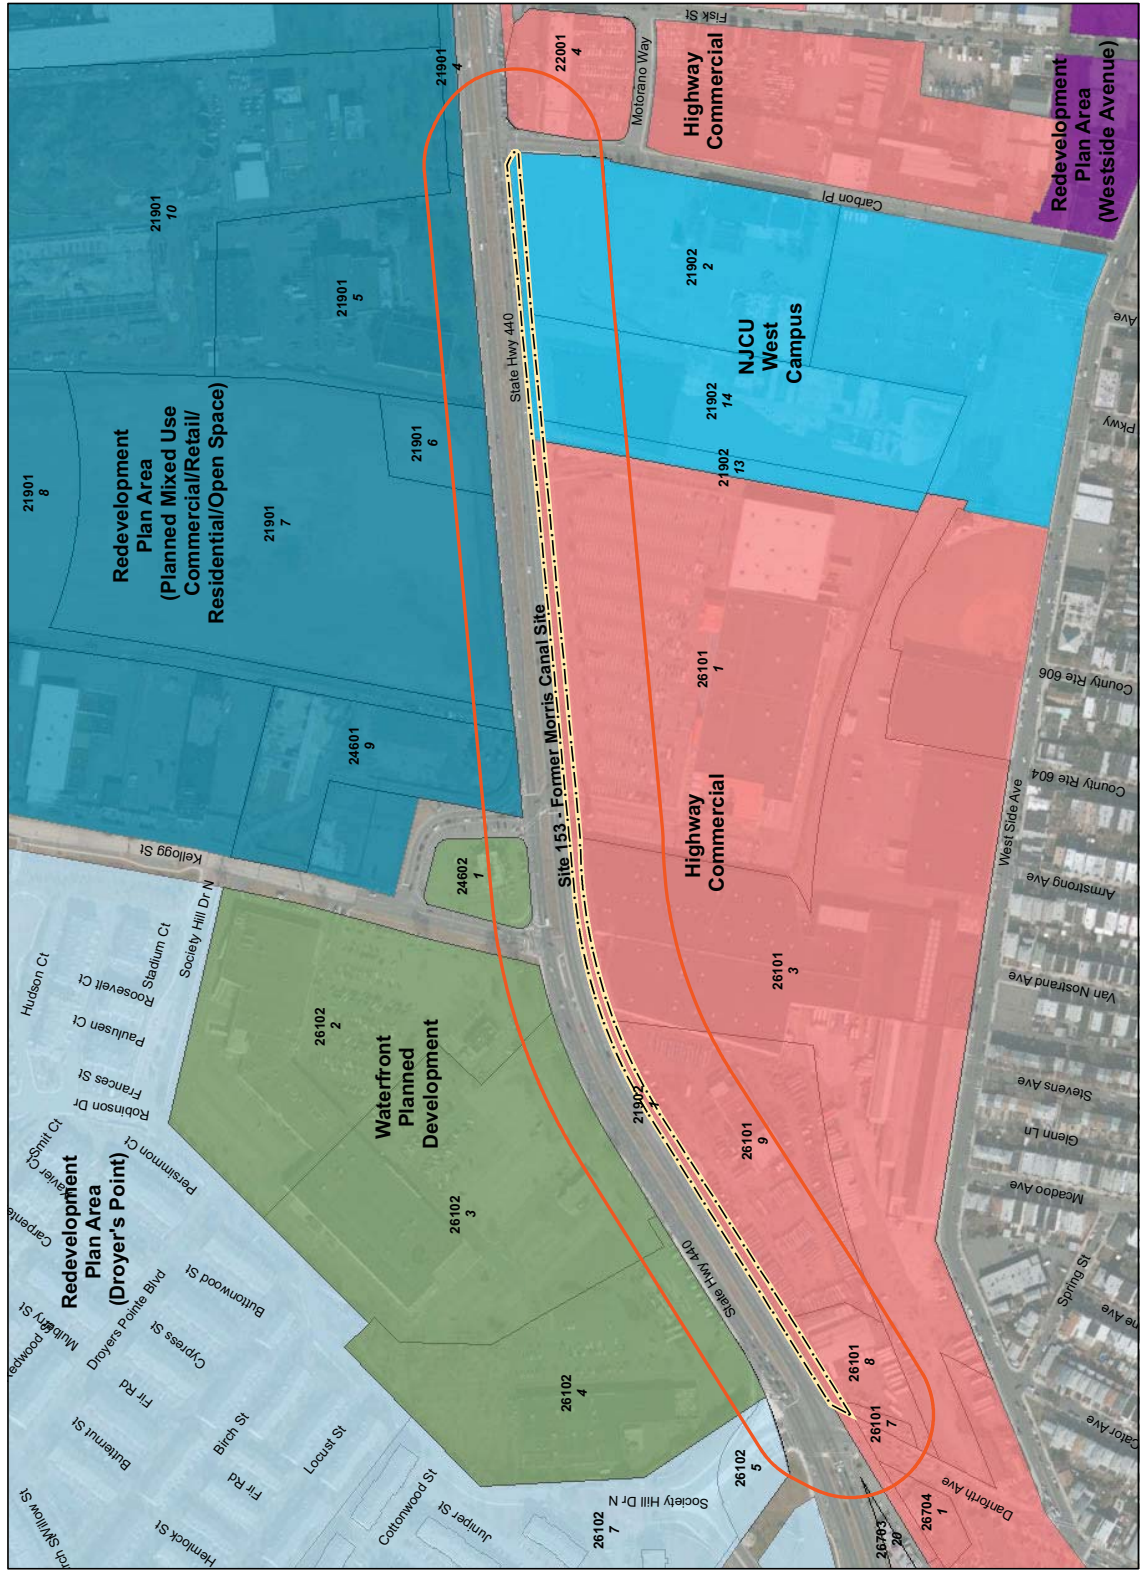 Fisk St
22001
4
Motorano Way
Highway
Commercial
Redevelopment
Plan Area
(Westside Avenue)
21901
4
21901
10
21901
5
Carbon Pl
21902
2
NJCU
West
Campus
21902
14
21902
13
State Hwy 440
Ave
Pkwy
Redevelopment
Plan Area
(Planned Mixed Use
Commercial/Retail/
Residential/Open Space)
21901
6
21901
8
21901
7
Site 153 - Former Morris Canal Site
26101
1
County Rte 606
County Rte 604
West Side Ave
24601
9
Highway
Commercial
Kellogg St
24602
1
Armstrong Ave
Society Hill Dr N
Stadium Ct
Hudson Ct
Roosevelt Ct
Paulusen Ct
Frances St
Robinson Dr
26101
3
Van Nostrand Ave
26102
2
Waterfront
Planned
Development
21902
1
Stevens Ave
26101
9
Glenn Ln
Mcadoo Ave
Smit Ct
Persimmon Ct
Redevelopment
Plan Area
(Droyer's Point)
26102
3
State Hwy 440
Spring St
Buttonwood St
Droyers Pointe Blvd
Mulberry St
Cypress St
Fir Rd
26102
4
26101
8
26101
7
Birch St
Butternut St
Locust St
Fir Rd
26102
5
Cottonwood St
Juniper St
Society Hill Dr N
26102
7
Hemlock St
Willow St
26703
20
26704
1
Danforth Ave
Cator Ave